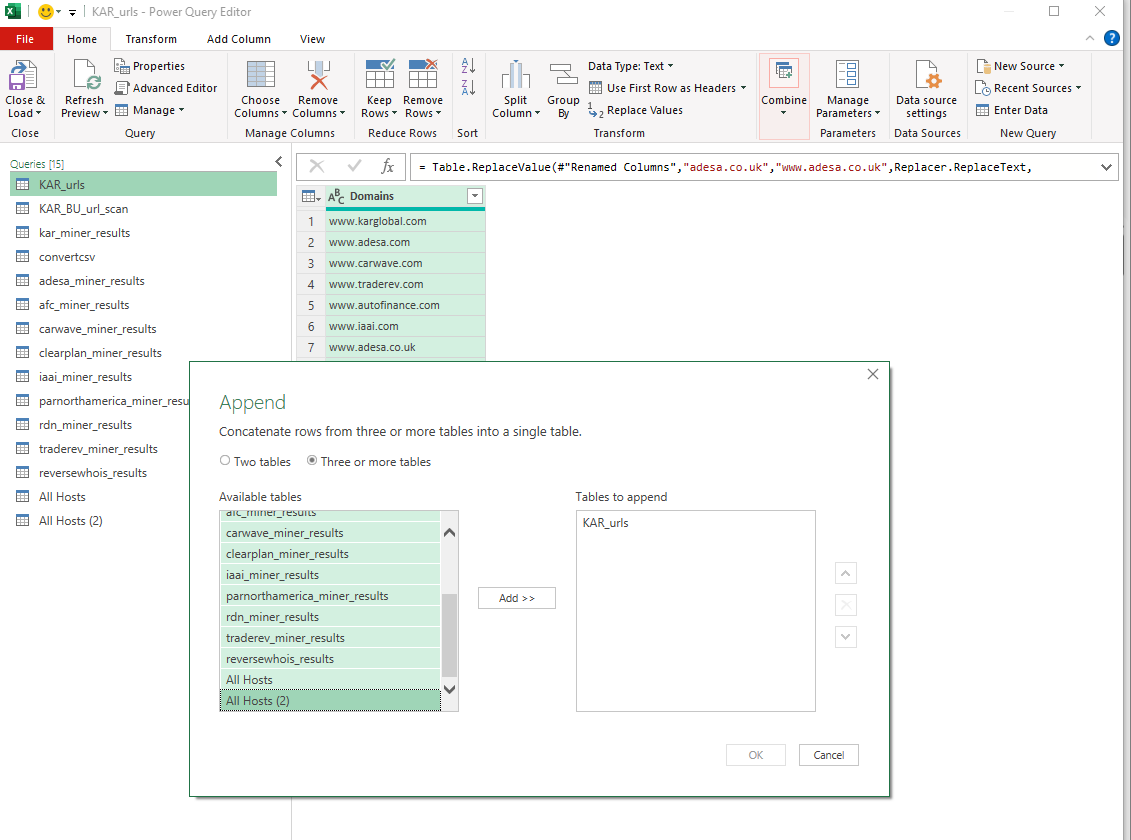 KAR_urls - Power Query Editor
File
Home
Transform
Add Column
View
Close &
Load
Close
Refresh
Preview
Properties
Advanced Editor
Manage
Query
Choose
Columns
Remove
Columns
Manage Columns
Keep
Rows
Remove
Rows
Reduce Rows
Sort
Split
Column
Group
By
Data Type: Text
Use First Row as Headers
Replace Values
Transform
Combine
Manage
Parameters
Parameters
Data source
settings
Data Sources
New Source
Recent Sources
Enter Data
New Query
Queries [15]
KAR_urls
KAR_BU_url_scan
kar_miner_results
convertcsv
adesa_miner_results
afc_miner_results
carwave_miner_results
clearplan_miner_results
iaai_miner_results
parnorthamerica_miner_resu
rdn_miner_results
traderev_miner_results
reversewhois_results
All Hosts
All Hosts (2)
fx
= Table.ReplaceValue(#"Renamed Columns","adesa.co.uk","www.adesa.co.uk",Replacer.ReplaceText,
ABC Domains
1 www.karglobal.com
2 www.adesa.com
3 www.carwave.com
4 www.traderev.com
5 www.autofinance.com
6 www.iaai.com
7 www.adesa.co.uk
Append
Concatenate rows from three or more tables into a single table.
Two tables
Three or more tables
Available tables
afc_miner_results
carwave_miner_results
clearplan_miner_results
iaai_miner_results
parnorthamerica_miner_results
rdn_miner_results
traderev_miner_results
reversewhois_results
All Hosts
All Hosts (2)
Add >>
Tables to append
KAR_urls
OK
Cancel